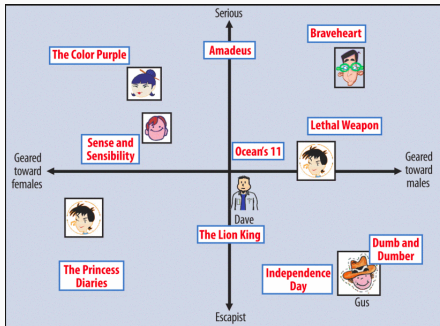 Serious
Braveheart
Amadeus
The Color Purple
Lethal Weapon
Sense and
Sensibility
Ocean's 11
Geared
toward
females
Geared
toward
males
Dave
The Lion King
Dumb and
Dumber
The Princess
Diaries
Independence
Day
Gus
Escapist